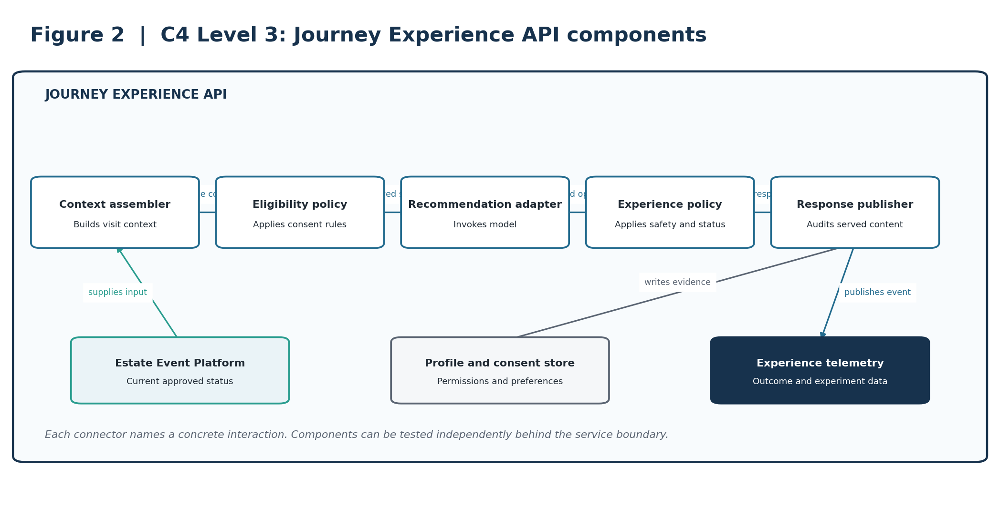 Figure 2 | C4 Level 3: Journey Experience API components
JOURNEY EXPERIENCE API
Context assembler
Builds visit context
Eligibility policy
Applies consent rules
Recommendation adapter
Invokes model
Experience policy
Applies safety and status
Response publisher
Audits served content
supplies input
writes evidence
publishes event
Estate Event Platform
Current approved status
Profile and consent store
Permissions and preferences
Experience telemetry
Outcome and experiment data
Each connector names a concrete interaction. Components can be tested independently behind the service boundary.